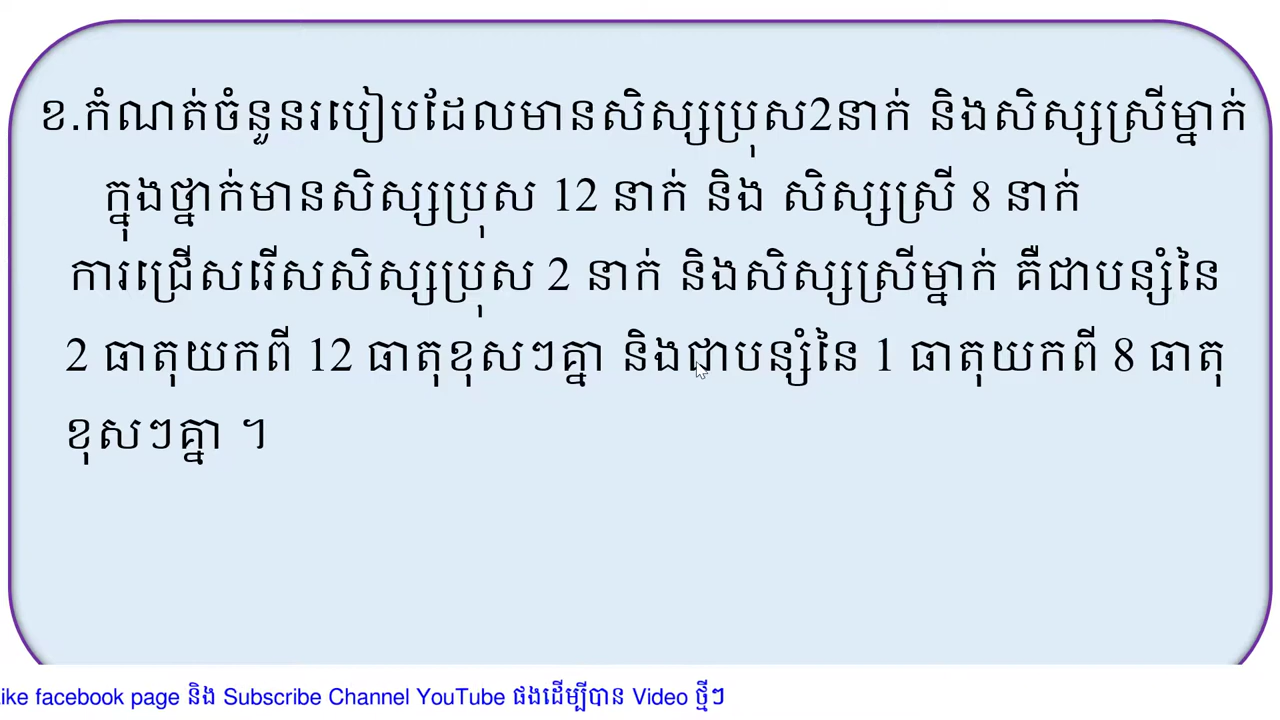 ខ.កំណត់ចំនួនរបៀបដែលមានសិស្សប្រុស2នាក់ និងសិស្សស្រីម្នាក់
ក្នុងថ្នាក់មានសិស្សប្រុស 12 នាក់ និង សិស្សស្រី 8 នាក់
ការជ្រើសរើសសិស្សប្រុស 2 នាក់ និងសិស្សស្រីម្នាក់ គឺជាបន្សំនៃ
2 ធាតុយកពី 12 ធាតុខុសៗគ្នា និងជាបន្សំនៃ 1 ធាតុយកពី 8 ធាតុ
ខុសៗគ្នា ។
ike facebook page និង Subscribe Channel YouTube ផងដើម្បីបាន Video ថ្មីៗ